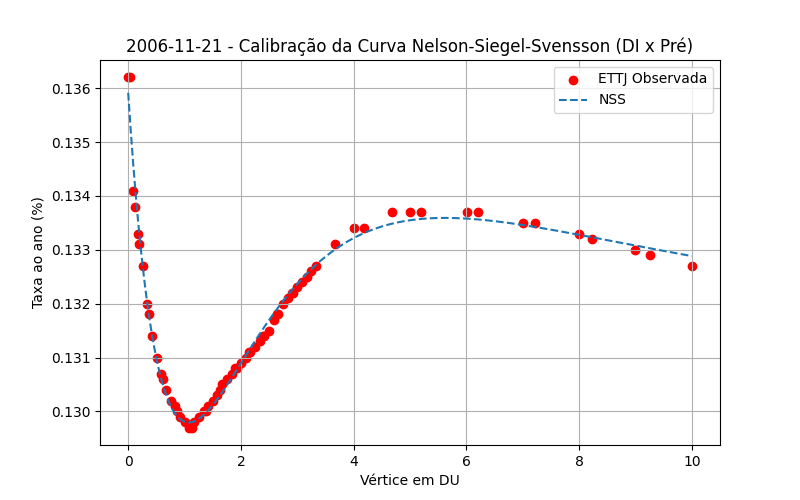 2006-11-21 - Calibração da Curva Nelson-Siegel-Svensson (DI x Pré)
ETTJ Observada
NSS
Taxa ao ano (%)
0.136
0.135
0.134
0.133
0.132
0.131
0.130
0 2 4 6 8 10
Vértice em DU